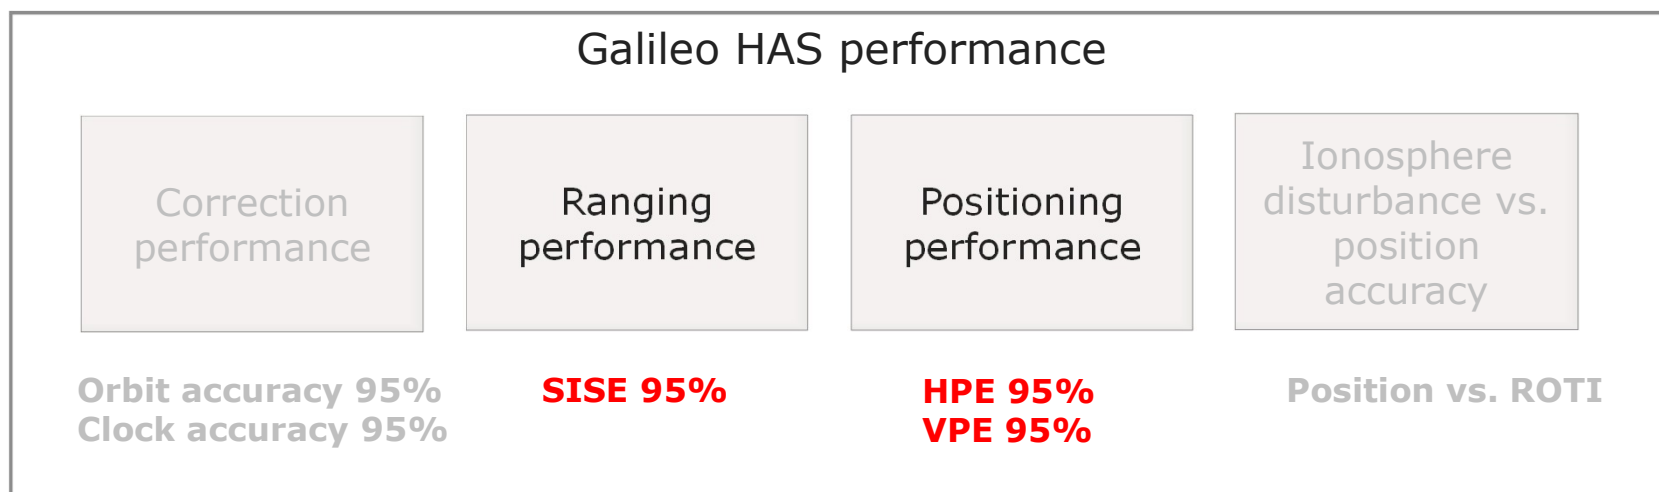 Galileo HAS performance
Correction
performance
Ranging
performance
Positioning
performance
Ionosphere
disturbance vs.
position
accuracy
Orbit accuracy 95%
Clock accuracy 95%
SISE 95%
HPE 95%
VPE 95%
Position vs. ROTI